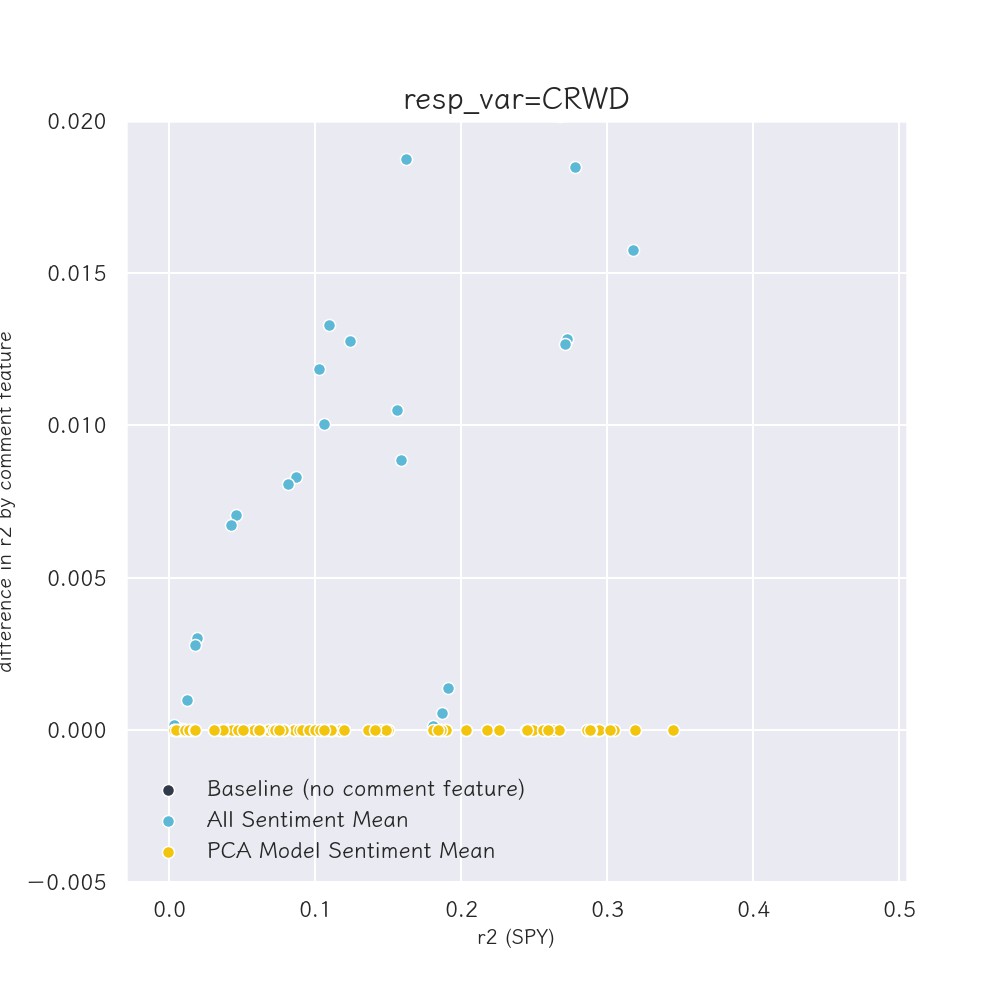 resp_var=CRWD
0.020
0.015
0.010
0.005
0.000
−0.005
difference in r2 by comment feature
Baseline (no comment feature)
All Sentiment Mean
PCA Model Sentiment Mean
0.0 0.1 0.2 0.3 0.4 0.5
r2 (SPY)